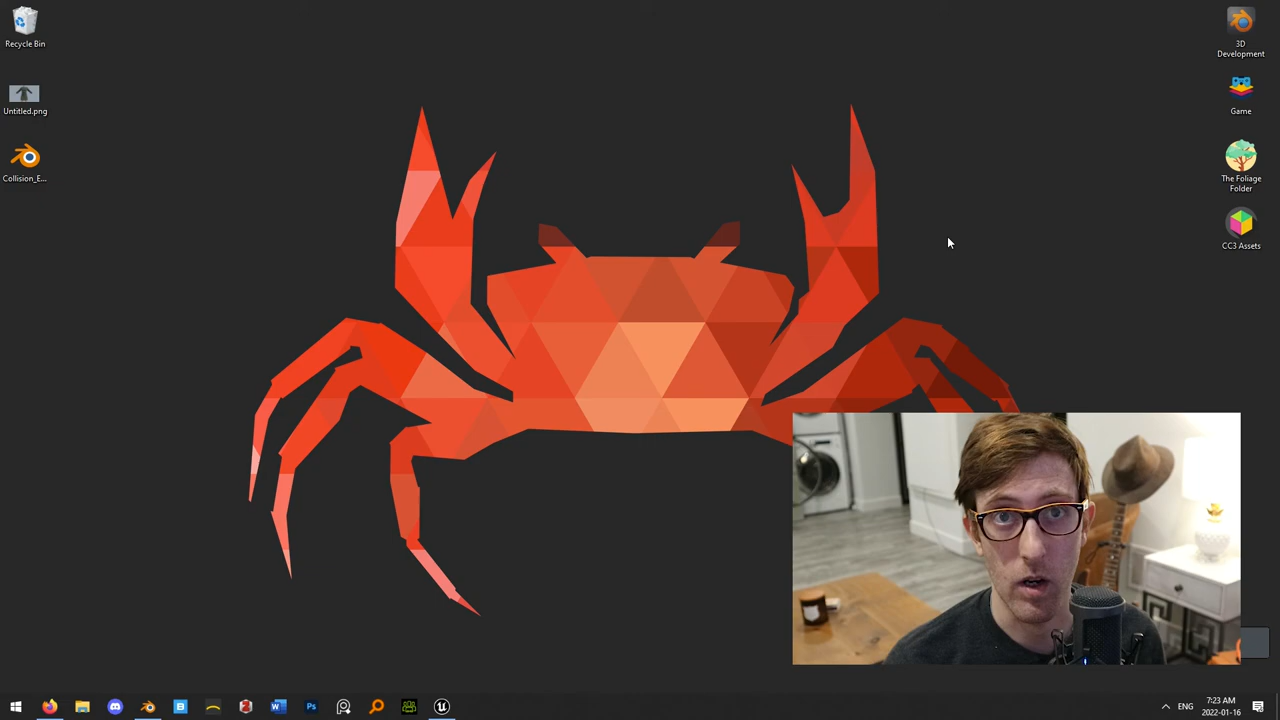 Recycle Bin
Untitled.png
Collision_E...
3D
Development
Game
The Foliage
Folder
CC3 Assets
ENG
7:23 AM
2022-01-16